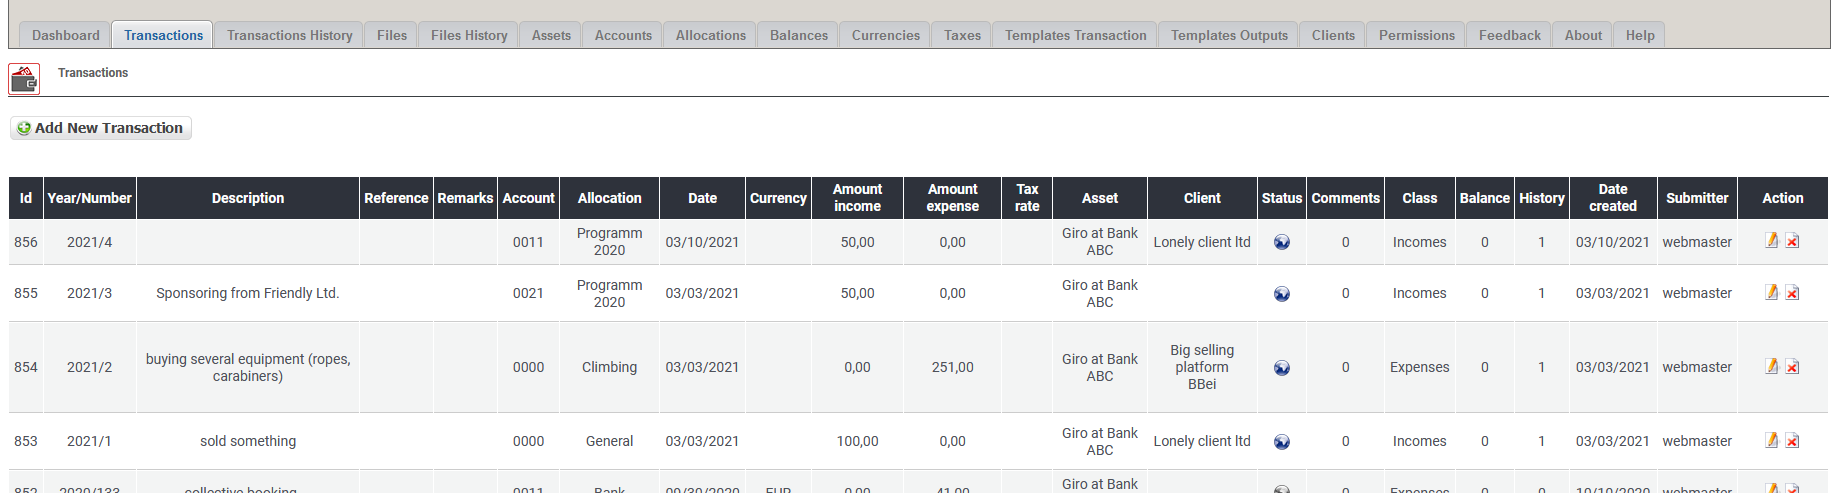 Dashboard Transactions Transactions History Files Files History Assets Accounts Allocations Balances Currencies Taxes Templates Transaction Templates Outputs Clients Permissions Feedback About Help
Transactions
Add New Transaction
Id Year/Number Description Reference Remarks Account Allocation Date Currency Amount income Amount expense Tax rate Asset Client Status Comments Class Balance History Date created Submitter Action
856 2021/4 0011 Programm 2020 03/10/2021 50,00 0,00 Giro at Bank ABC Lonely client ltd 0 Incomes 0 1 03/10/2021 webmaster
855 2021/3 Sponsoring from Friendly Ltd. 0021 Programm 2020 03/03/2021 50,00 0,00 Giro at Bank ABC 0 Incomes 0 1 03/03/2021 webmaster
854 2021/2 buying several equipment (ropes, carabiners) 0000 Climbing 03/03/2021 0,00 251,00 Giro at Bank ABC Big selling platform BBei 0 Expenses 0 1 03/03/2021 webmaster
853 2021/1 sold something 0000 General 03/03/2021 100,00 0,00 Giro at Bank ABC Lonely client ltd 0 Incomes 0 1 03/03/2021 webmaster
852 2020/133 collective booking 0011 Bank 09/30/2020 EUR 0,00 41,00 Giro at Bank 0 Expenses 0 0 10/10/2020 webmaster